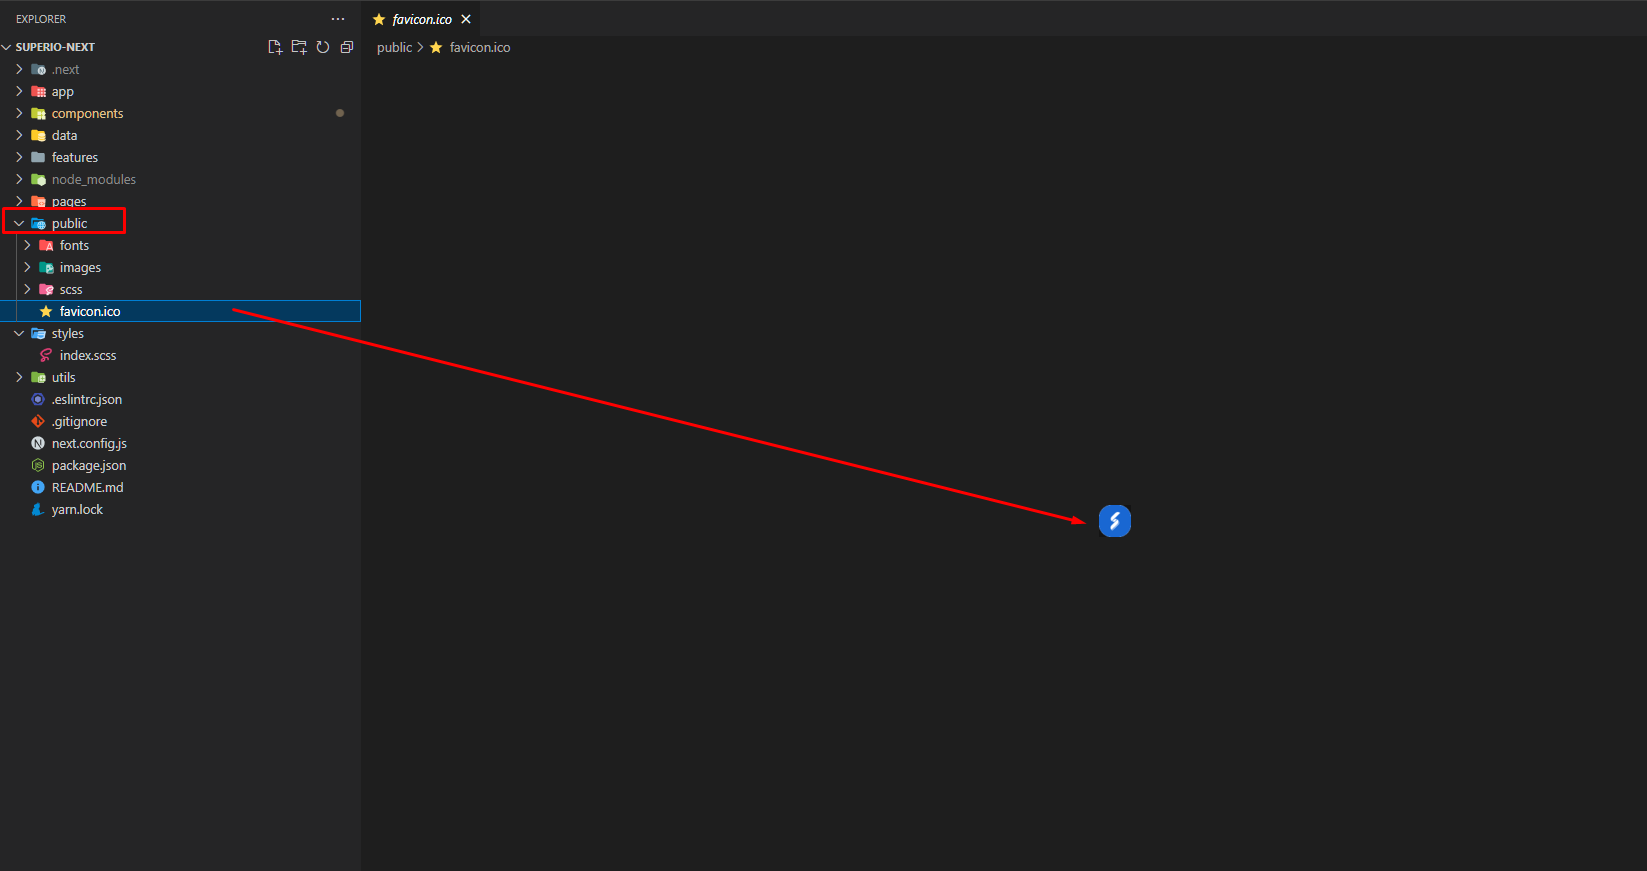 EXPLORER
SUPERIO-NEXT
.next
app
components
data
features
node_modules
pages
public
fonts
images
scss
favicon.ico
styles
index.scss
utils
.eslintrc.json
.gitignore
next.config.js
package.json
README.md
yarn.lock
favicon.ico
public > favicon.ico